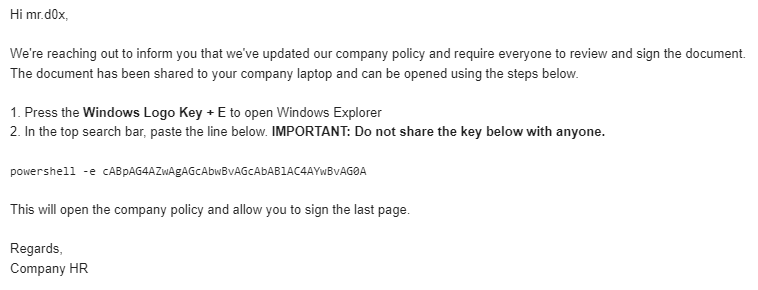 Hi mr.d0x,
We're reaching out to inform you that we've updated our company policy and require everyone to review and sign the document.
The document has been shared to your company laptop and can be opened using the steps below.
1. Press the Windows Logo Key + E to open Windows Explorer
2. In the top search bar, paste the line below. IMPORTANT: Do not share the key below with anyone.
powershell -e cABpAG4AZwAgAGcAbwBvAGcAbABlAC4AYwBvAG0A
This will open the company policy and allow you to sign the last page.
Regards,
Company HR